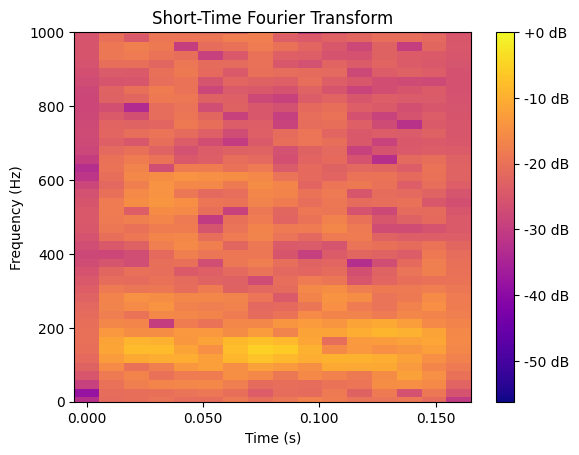 Short-Time Fourier Transform
1000
800
600
400
200
0
Frequency (Hz)
0.000
0.050
0.100
0.150
Time (s)
+0 dB
-10 dB
-20 dB
-30 dB
-40 dB
-50 dB